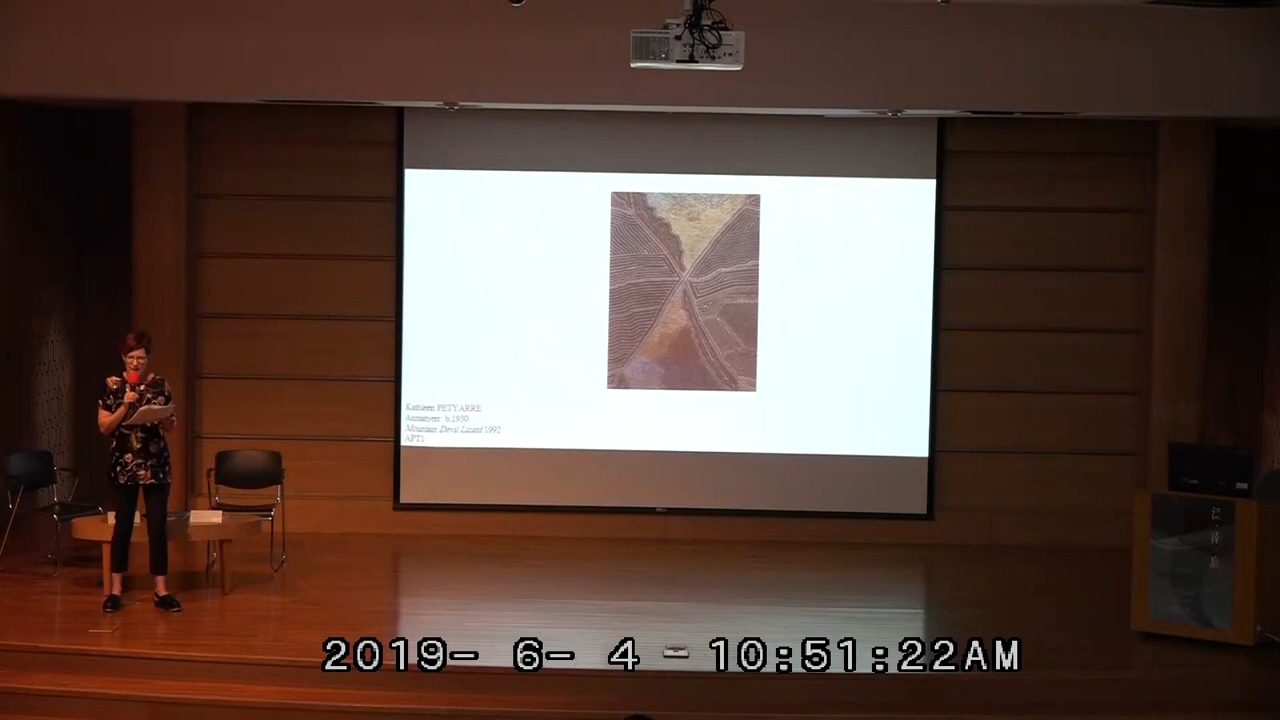 Kathleen PETYARRE
Anmatyerr b.1930
Mountain Devil Lizard 1992
APT1
2019- 6- 4 - 10:51:22AM